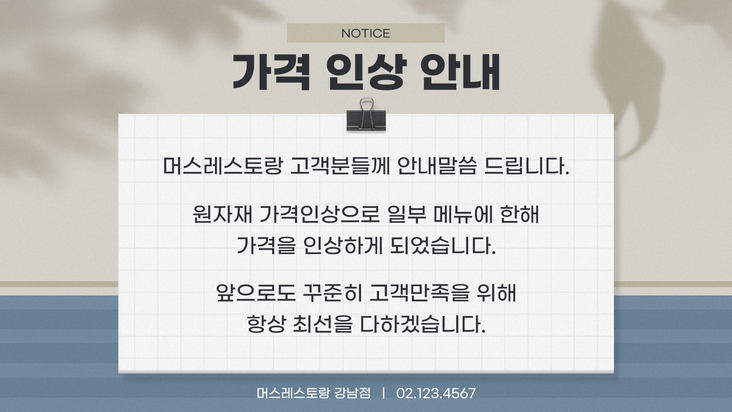 NOTICE
가격 인상 안내
머스레스토랑 고객분들께 안내말씀 드립니다.
원자재 가격인상으로 일부 메뉴에 한해
가격을 인상하게 되었습니다.
앞으로도 꾸준히 고객만족을 위해
항상 최선을 다하겠습니다.
머스레스토랑 강남점 | 02.123.4567